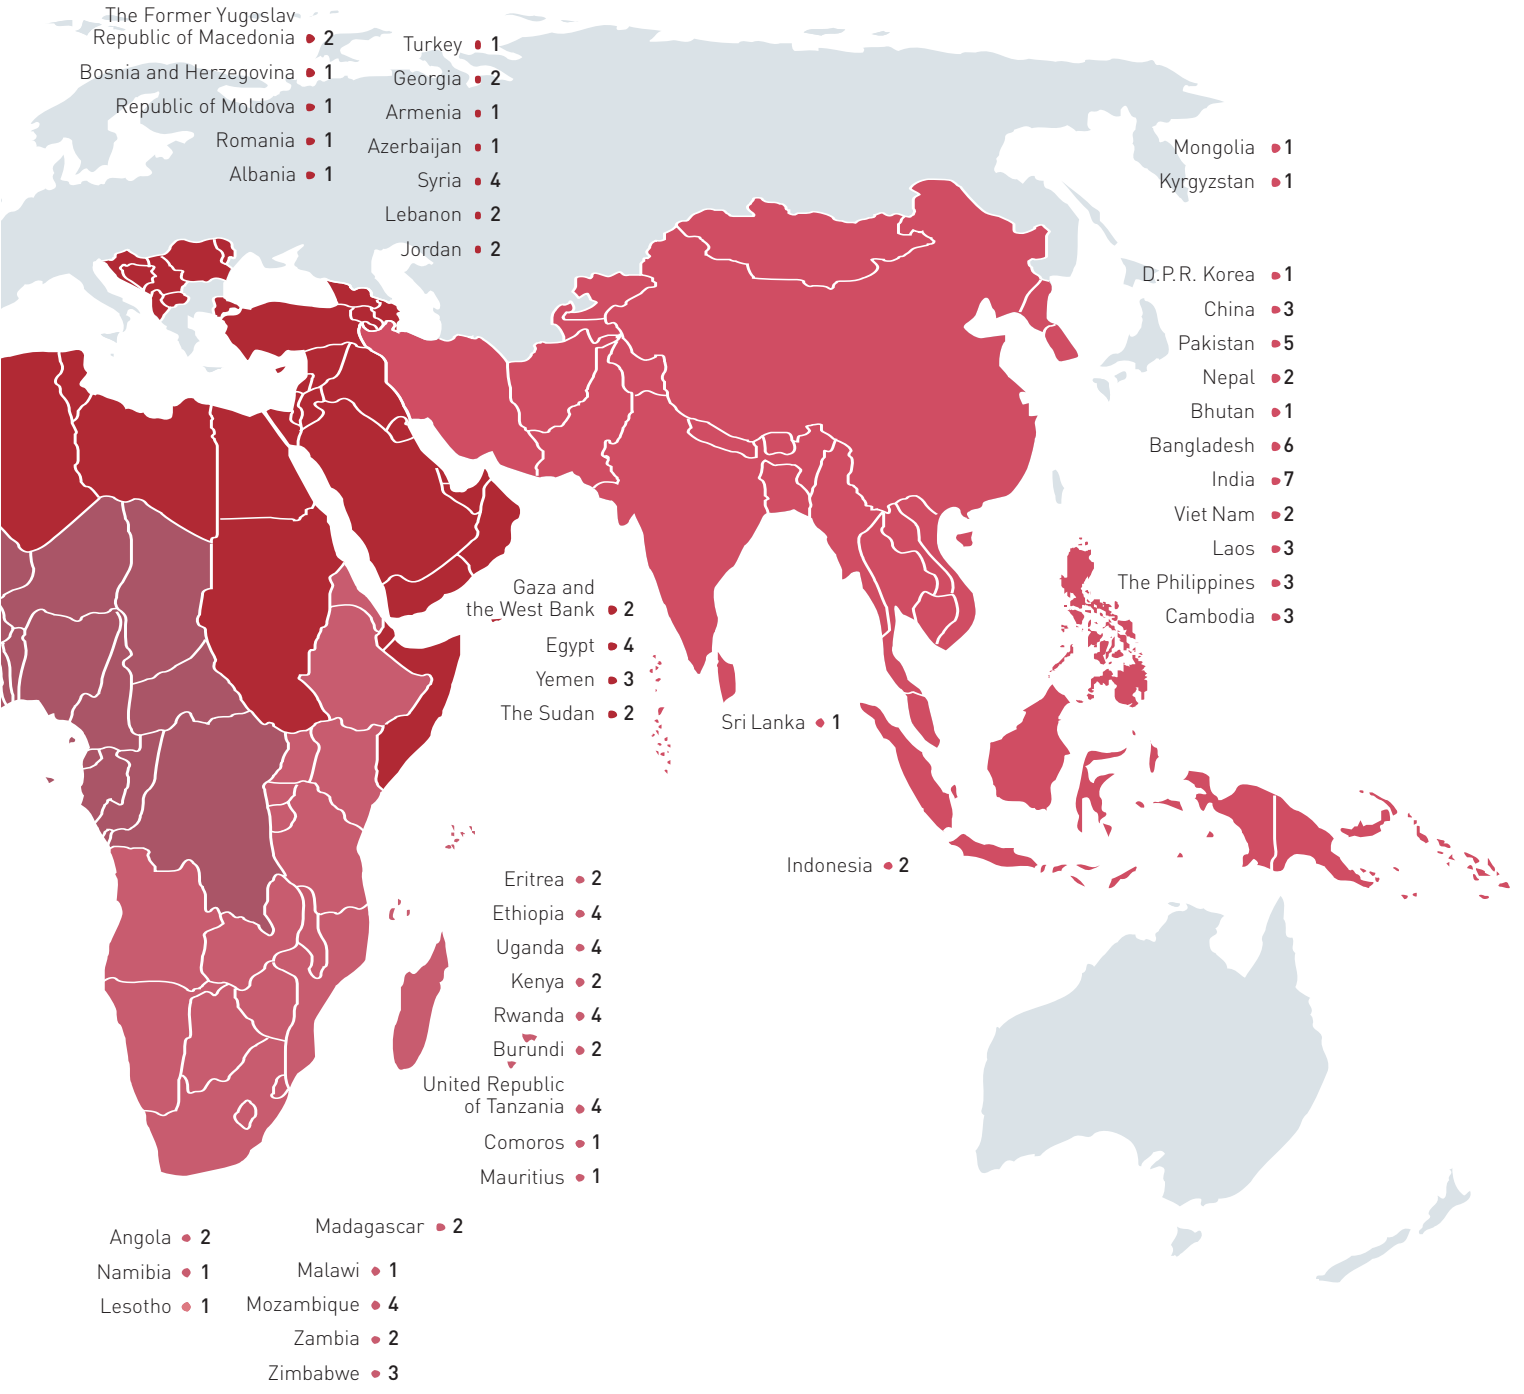 The Former Yugoslav
Republic of Macedonia 2
Bosnia and Herzegovina 1
Republic of Moldova 1
Romania 1
Albania 1
Turkey 1
Georgia 2
Armenia 1
Azerbaijan 1
Syria 4
Lebanon 2
Jordan 2
Mongolia 1
Kyrgyzstan 1
D.P.R. Korea 1
China 3
Pakistan 5
Nepal 2
Bhutan 1
Bangladesh 6
India 7
Viet Nam 2
Laos 3
The Philippines 3
Cambodia 3
Gaza and
the West Bank 2
Egypt 4
Yemen 3
The Sudan 2
Sri Lanka 1
Indonesia 2
Eritrea 2
Ethiopia 4
Uganda 4
Kenya 2
Rwanda 4
Burundi 2
United Republic
of Tanzania 4
Comoros 1
Mauritius 1
Madagascar 2
Angola 2
Namibia 1
Lesotho 1
Malawi 1
Mozambique 4
Zambia 2
Zimbabwe 3